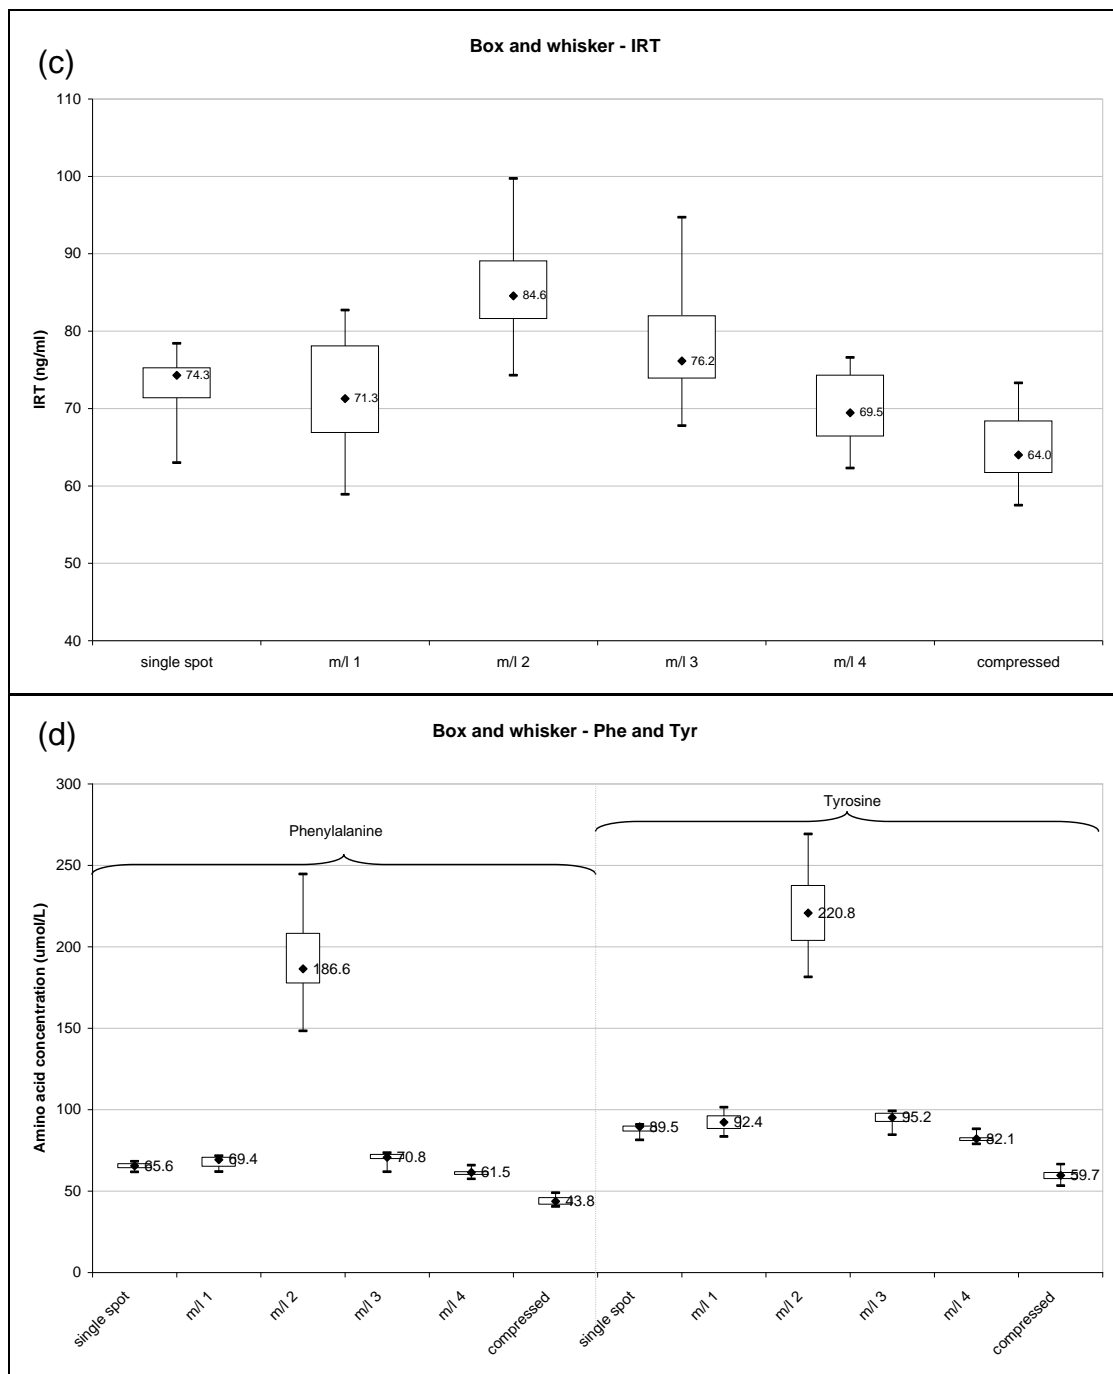 (c)
Box and whisker - IRT
110
100
90
80
70
60
50
40
IRT (ng/ml)
74.3
71.3
84.6
76.2
69.5
64.0
single spot
m/l 1
m/l 2
m/l 3
m/l 4
compressed
(d)
Box and whisker - Phe and Tyr
300
250
200
150
100
50
0
Amino acid concentration (umol/L)
Phenylalanine
Tyrosine
65.6
69.4
186.6
70.8
61.5
43.8
89.5
92.4
220.8
95.2
82.1
59.7
single spot
m/l 1
m/l 2
m/l 3
m/l 4
compressed
single spot
m/l 1
m/l 2
m/l 3
m/l 4
compressed